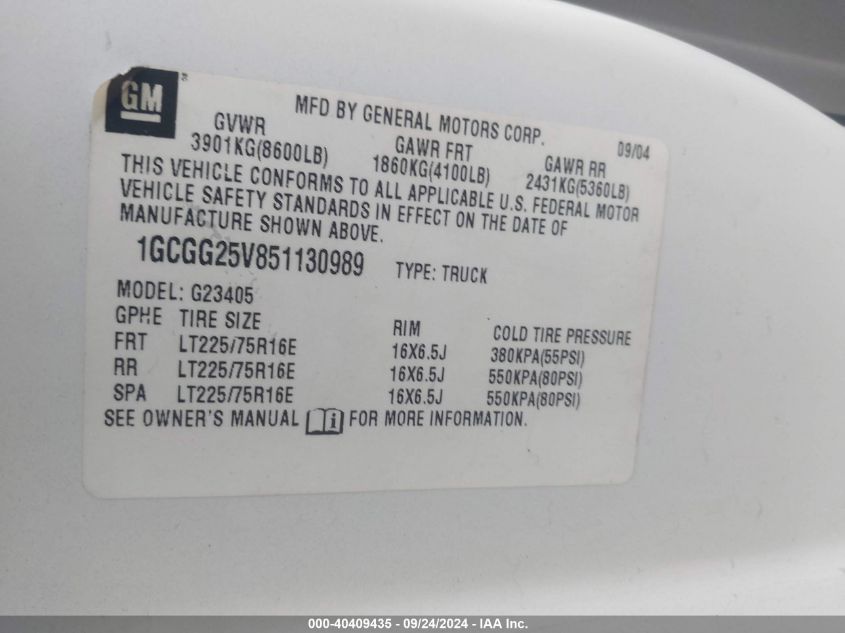 GM
MFD BY GENERAL MOTORS CORP. 09/04
GVWR GAWR FRT GAWR RR
3901KG(8600LB) 1860KG(4100LB) 2431KG(5360LB)
THIS VEHICLE CONFORMS TO ALL APPLICABLE U.S. FEDERAL MOTOR
VEHICLE SAFETY STANDARDS IN EFFECT ON THE DATE OF
MANUFACTURE SHOWN ABOVE.
1GCGG25V851130989 TYPE: TRUCK
MODEL: G23405
GPHE TIRE SIZE RIM COLD TIRE PRESSURE
FRT LT225/75R16E 16X6.5J 380KPA(55PSI)
RR LT225/75R16E 16X6.5J 550KPA(80PSI)
SPA LT225/75R16E 16X6.5J 550KPA(80PSI)
SEE OWNER'S MANUAL i FOR MORE INFORMATION.
000-40409435 - 09/24/2024 - IAA Inc.